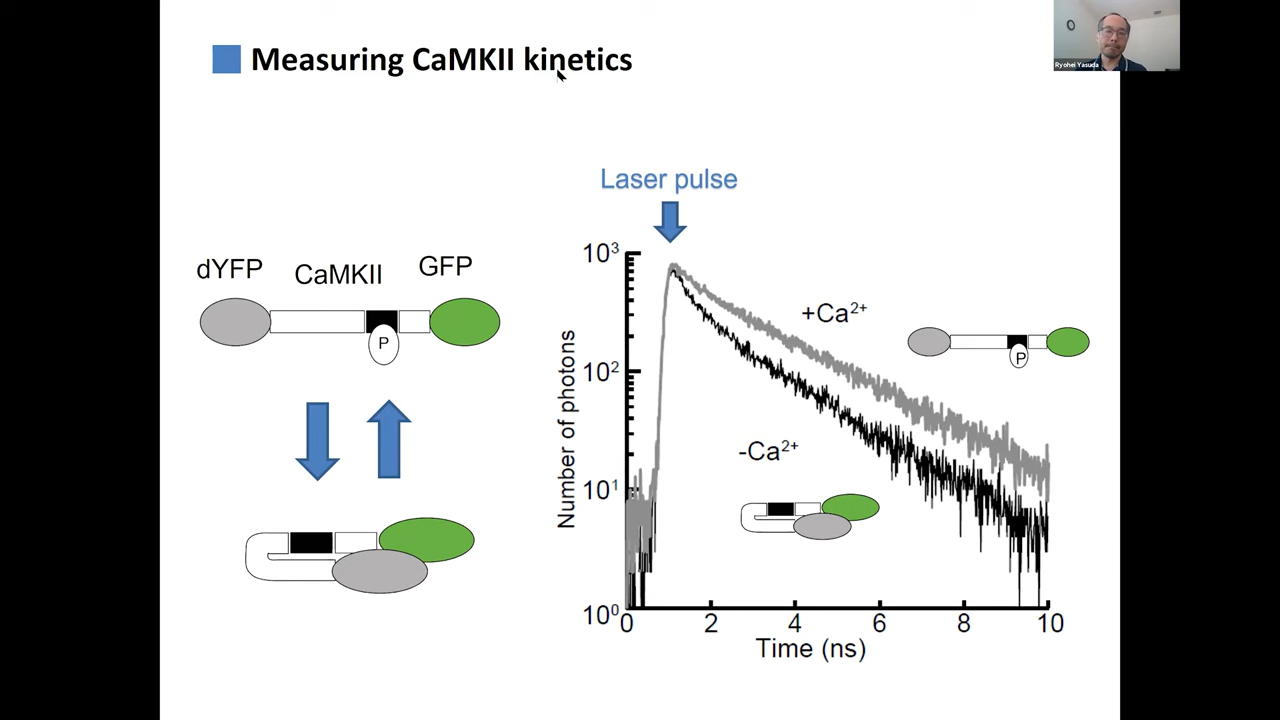 Measuring CaMKII kinetics
Ryohei Yasuda
Laser pulse
dYFP
CaMKII
GFP
P
10³
10²
10¹
10⁰
Number of photons
+Ca²⁺
P
-Ca²⁺
0 2 4 6 8 10
Time (ns)